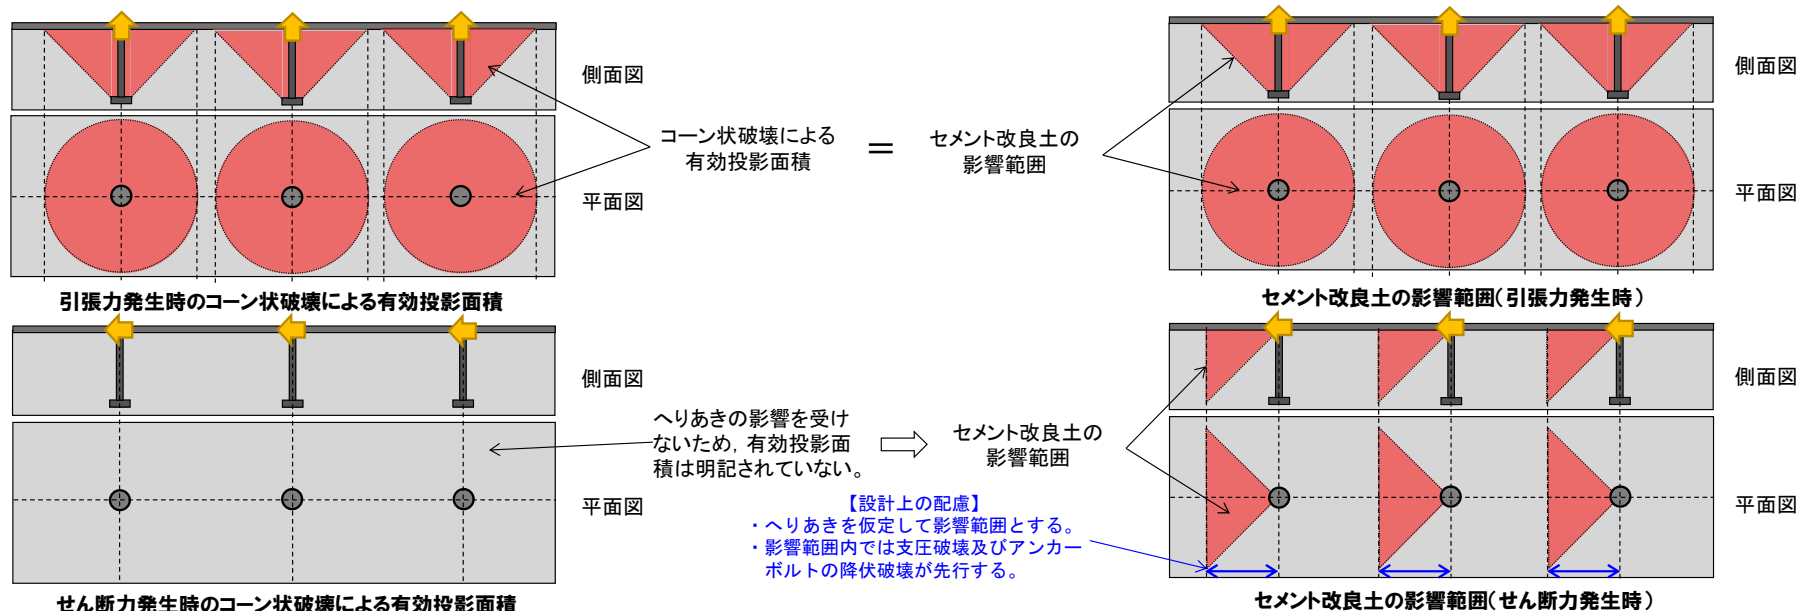 側面図
コーン状破壊による
有効投影面積
平面図
引張力発生時のコーン状破壊による有効投影面積
＝
セメント改良土の
影響範囲
側面図
平面図
セメント改良土の影響範囲(引張力発生時)
側面図
へりあきの影響を受け
ないため，有効投影面
積は明記されていない。
平面図
せん断力発生時のコーン状破壊による有効投影面積
セメント改良土の
影響範囲
【設計上の配慮】
・へりあきを仮定して影響範囲とする。
・影響範囲内では支圧破壊及びアンカー
ボルトの降伏破壊が先行する。
側面図
平面図
セメント改良土の影響範囲(せん断力発生時)